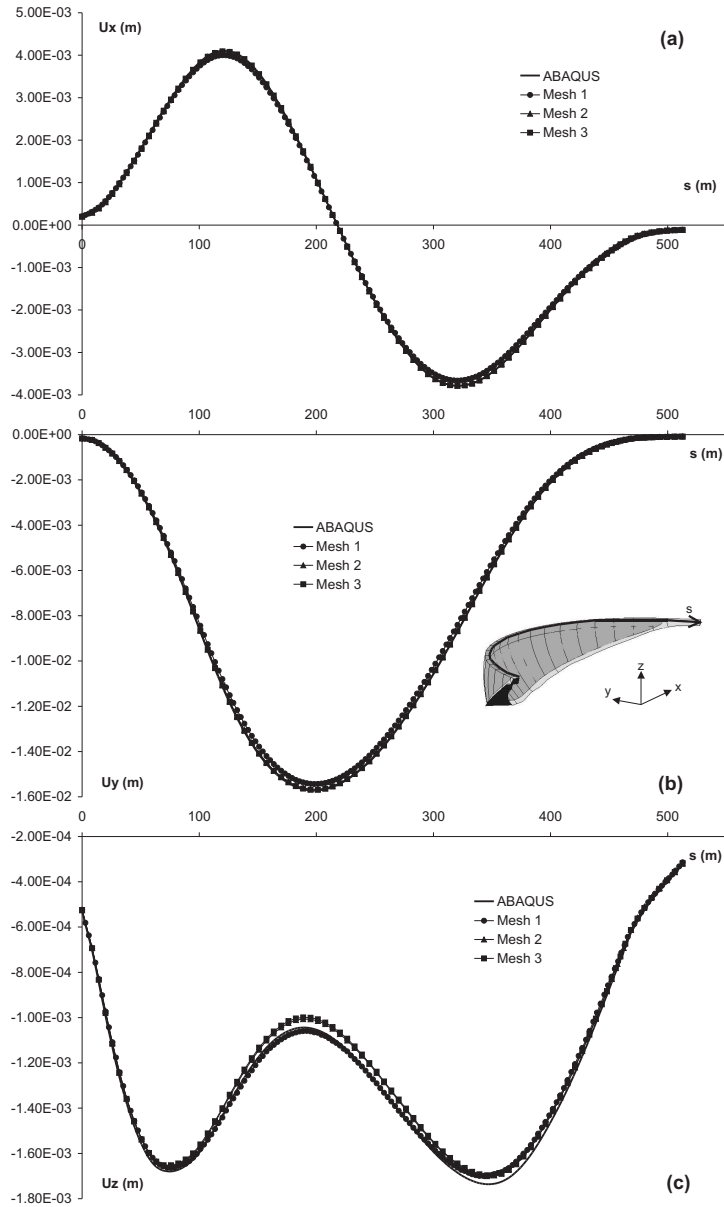 5.00E-03
Ux (m)
(a)
4.00E-03
ABAQUS
Mesh 1
3.00E-03
Mesh 2
Mesh 3
2.00E-03
1.00E-03
s (m)
0.00E+00
0 100 200 300 400 500
-1.00E-03
-2.00E-03
-3.00E-03
-4.00E-03
0 100 200 300 400 500
0.00E+00
s (m)
-2.00E-03
-4.00E-03
ABAQUS
Mesh 1
-6.00E-03
Mesh 2
Mesh 3
-8.00E-03
s
-1.00E-02
z
y x
-1.20E-02
-1.40E-02
Uy (m)
(b)
-1.60E-02
0 100 200 300 400 500
-2.00E-04
s (m)
-4.00E-04
ABAQUS
Mesh 1
-6.00E-04
Mesh 2
Mesh 3
-8.00E-04
-1.00E-03
-1.20E-03
-1.40E-03
-1.60E-03
Uz (m)
(c)
-1.80E-03